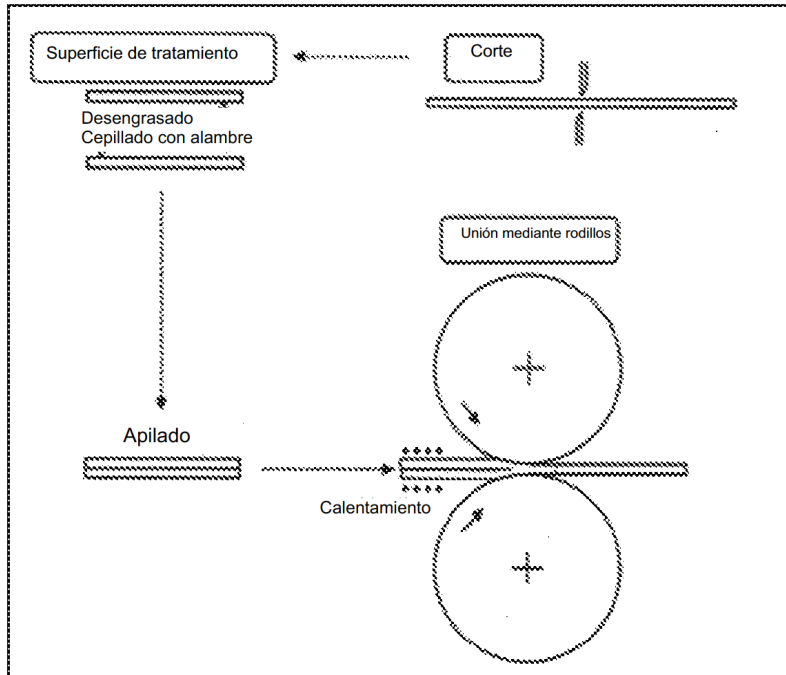 Superficie de tratamiento
Corte
Desengrasado
Cepillado con alambre
Unión mediante rodillos
Apilado
Calentamiento